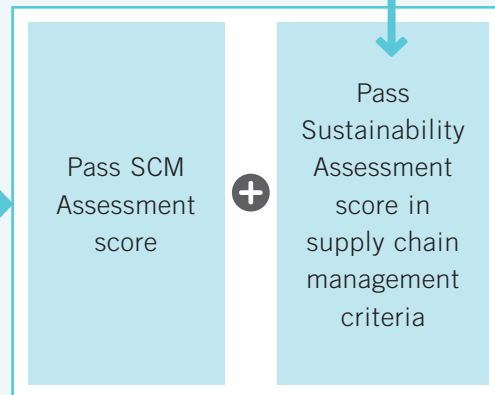 Pass SCM
Assessment
score
+
Pass
Sustainability
Assessment
score in
supply chain
management
criteria